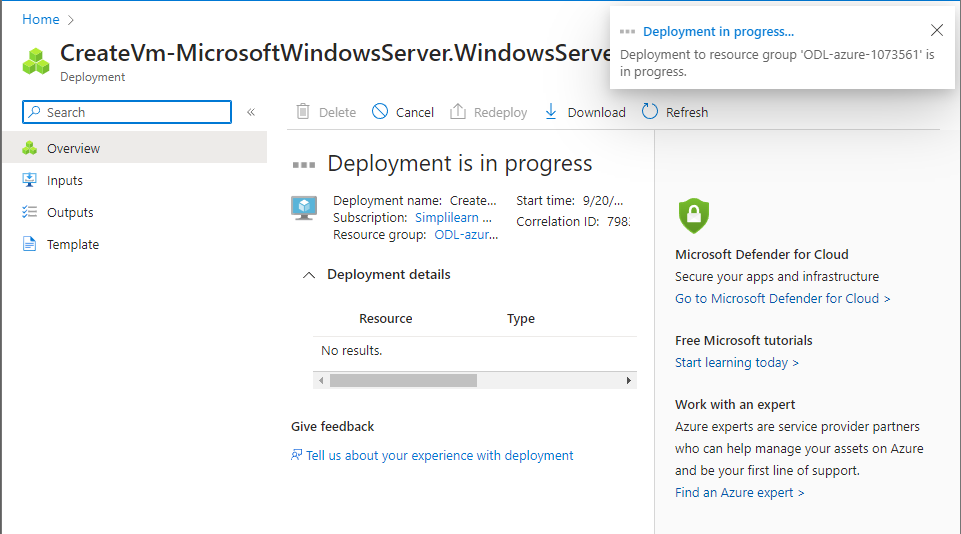 Home >
CreateVm-MicrosoftWindowsServer.WindowsServe
Deployment
Deployment in progress...
Deployment to resource group 'ODL-azure-1073561' is
in progress.
Search
«
Overview
Inputs
Outputs
Template
Delete
Cancel
Redeploy
Download
Refresh
Deployment is in progress
Deployment name: Create...
Subscription: Simplilearn ...
Resource group: ODL-azur...
Start time: 9/20/...
Correlation ID: 798
Deployment details
Resource
Type
No results.
Give feedback
Tell us about your experience with deployment
Microsoft Defender for Cloud
Secure your apps and infrastructure
Go to Microsoft Defender for Cloud >
Free Microsoft tutorials
Start learning today >
Work with an expert
Azure experts are service provider partners
who can help manage your assets on Azure
and be your first line of support.
Find an Azure expert >